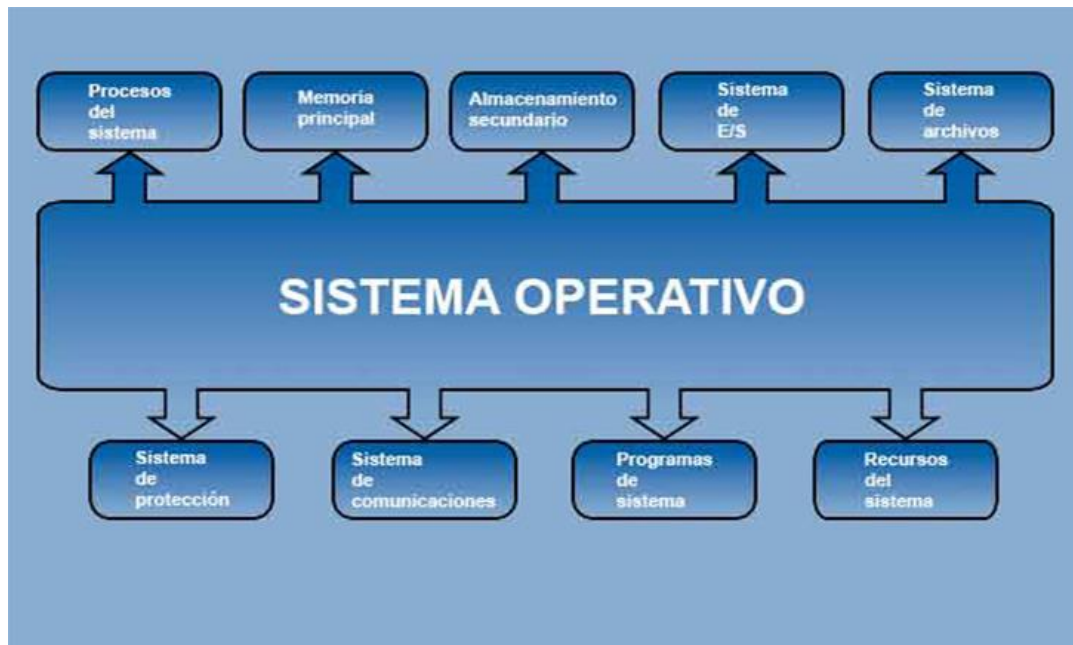 Procesos
del
sistema
Memoria
principal
Almacenamiento
secundario
Sistema
de
E/S
Sistema
de
archivos
SISTEMA OPERATIVO
Sistema
de
protección
Sistema
de
comunicaciones
Programas
de
sistema
Recursos
del
sistema